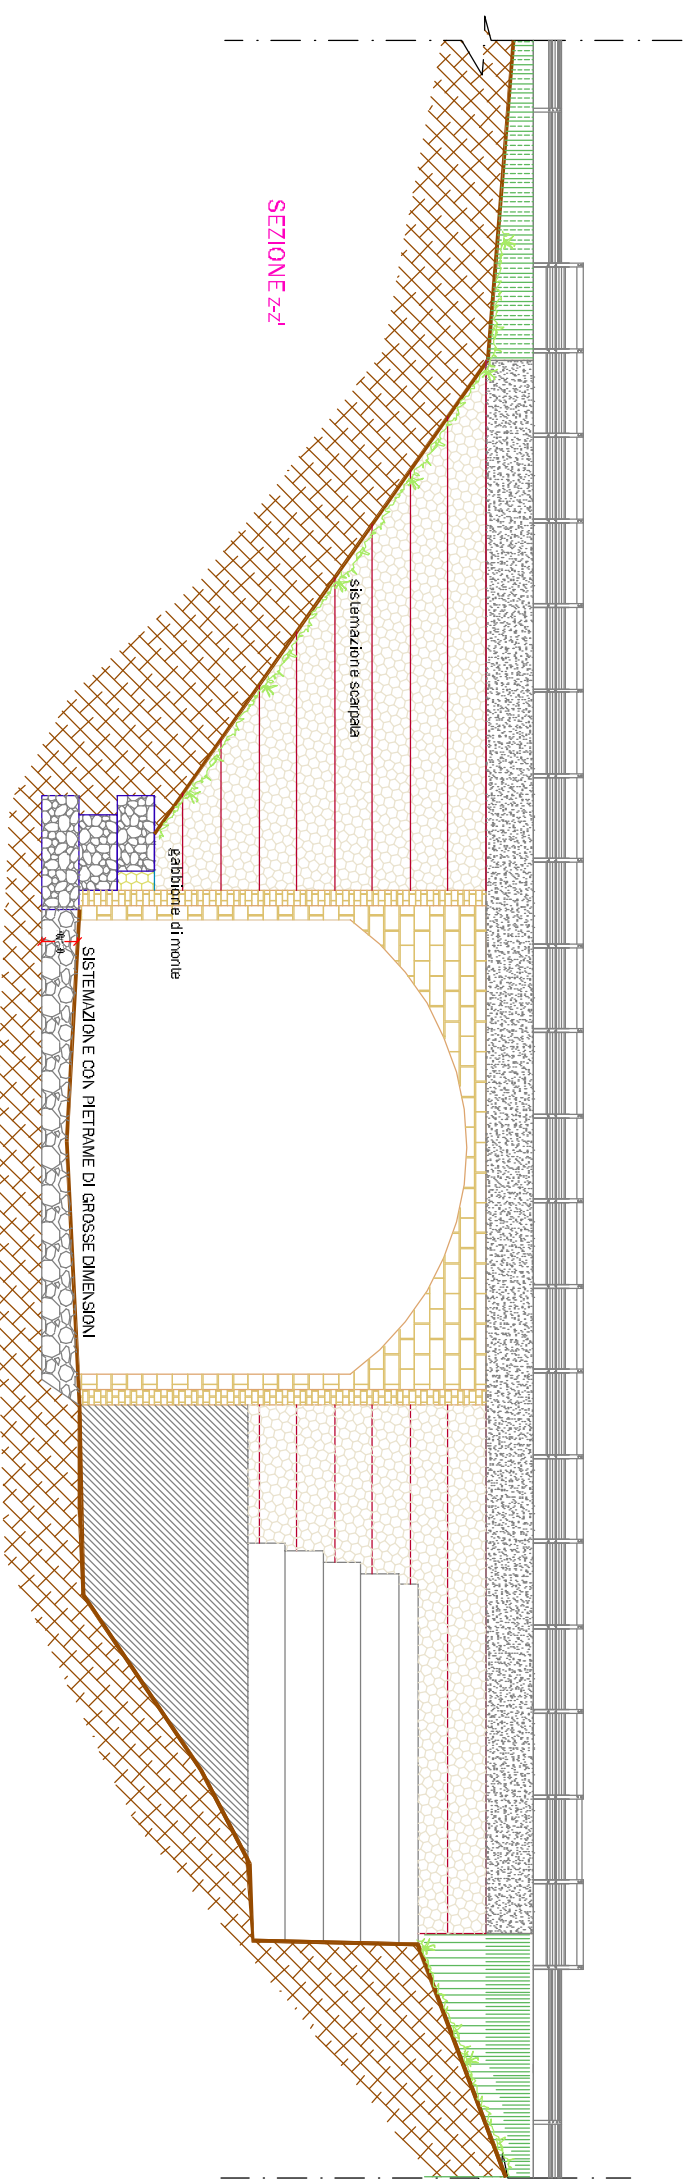 SEZIONE z-z'
sistemazione scarpata
gabbione di monte
SISTEMAZIONE CON PIETRAME DI GROSSE DIMENSIONI